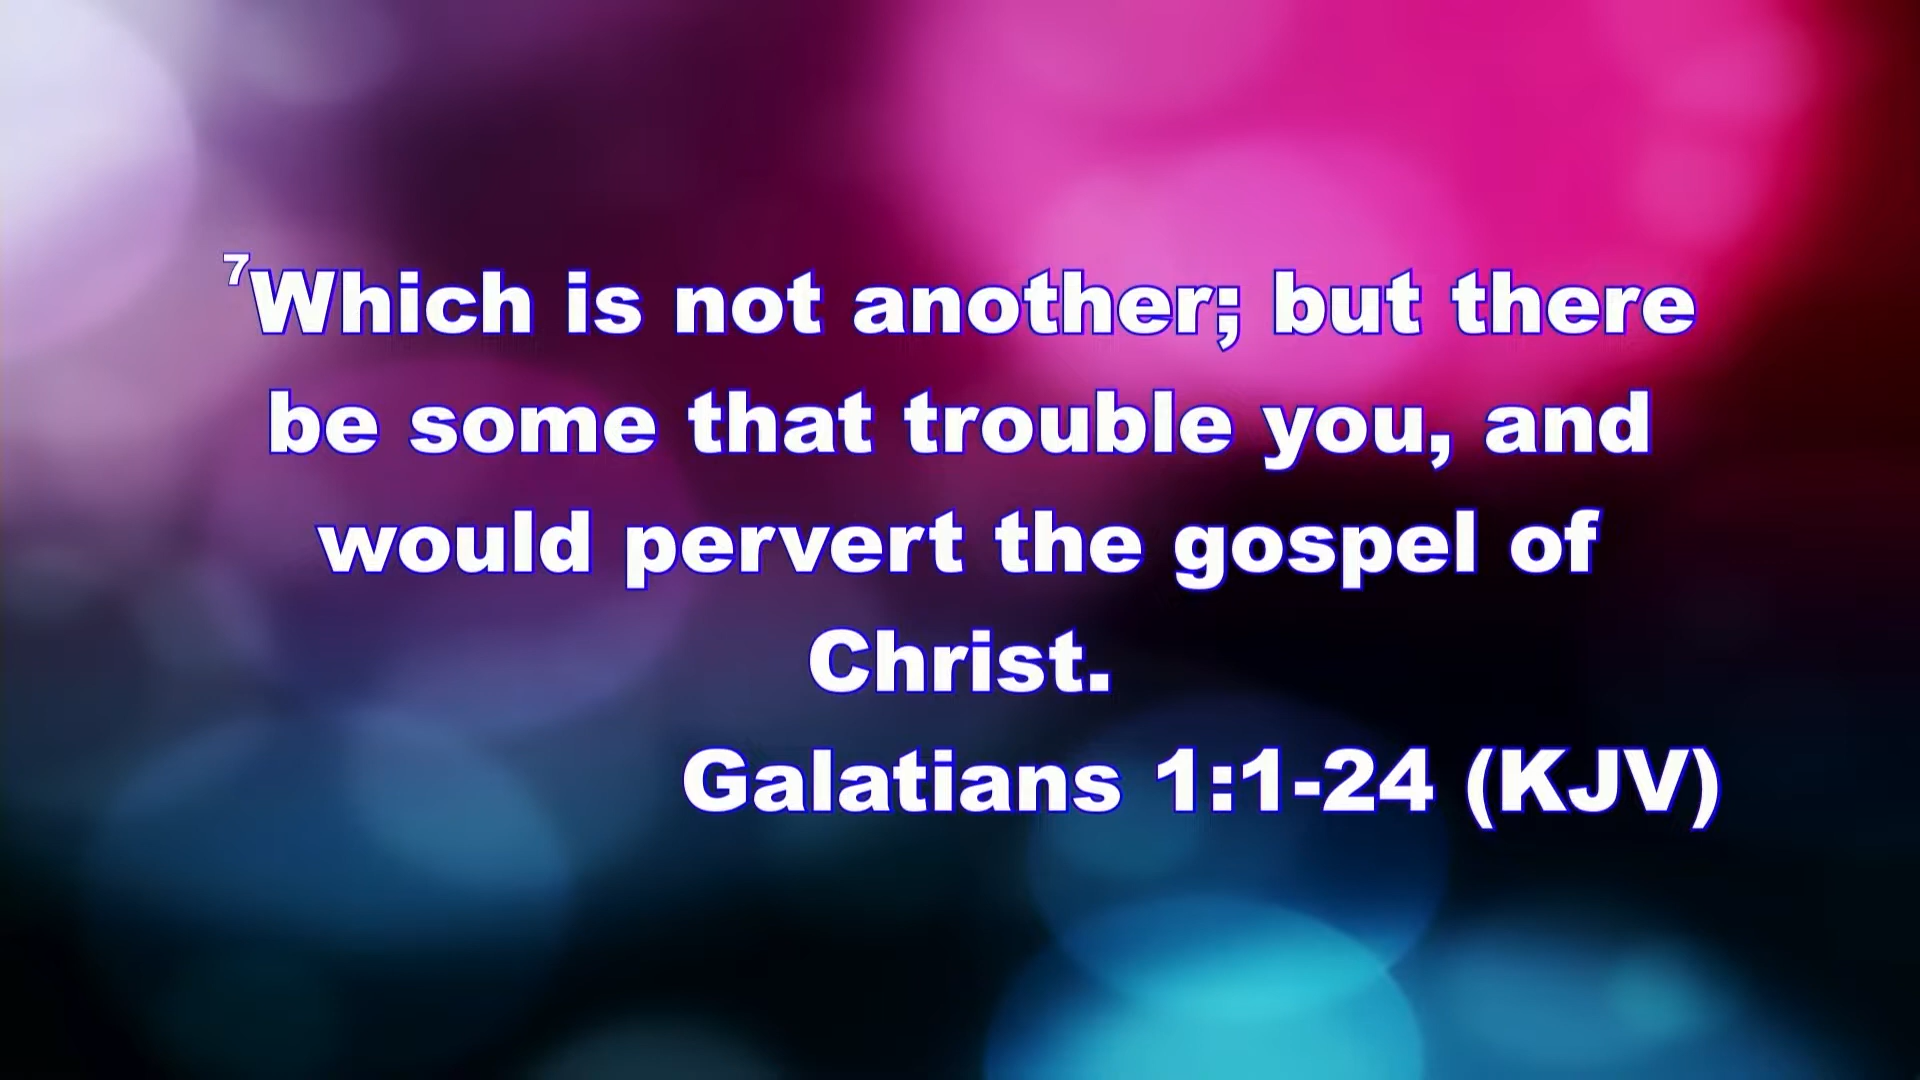 7Which is not another; but there
be some that trouble you, and
would pervert the gospel of
Christ.
Galatians 1:1-24 (KJV)